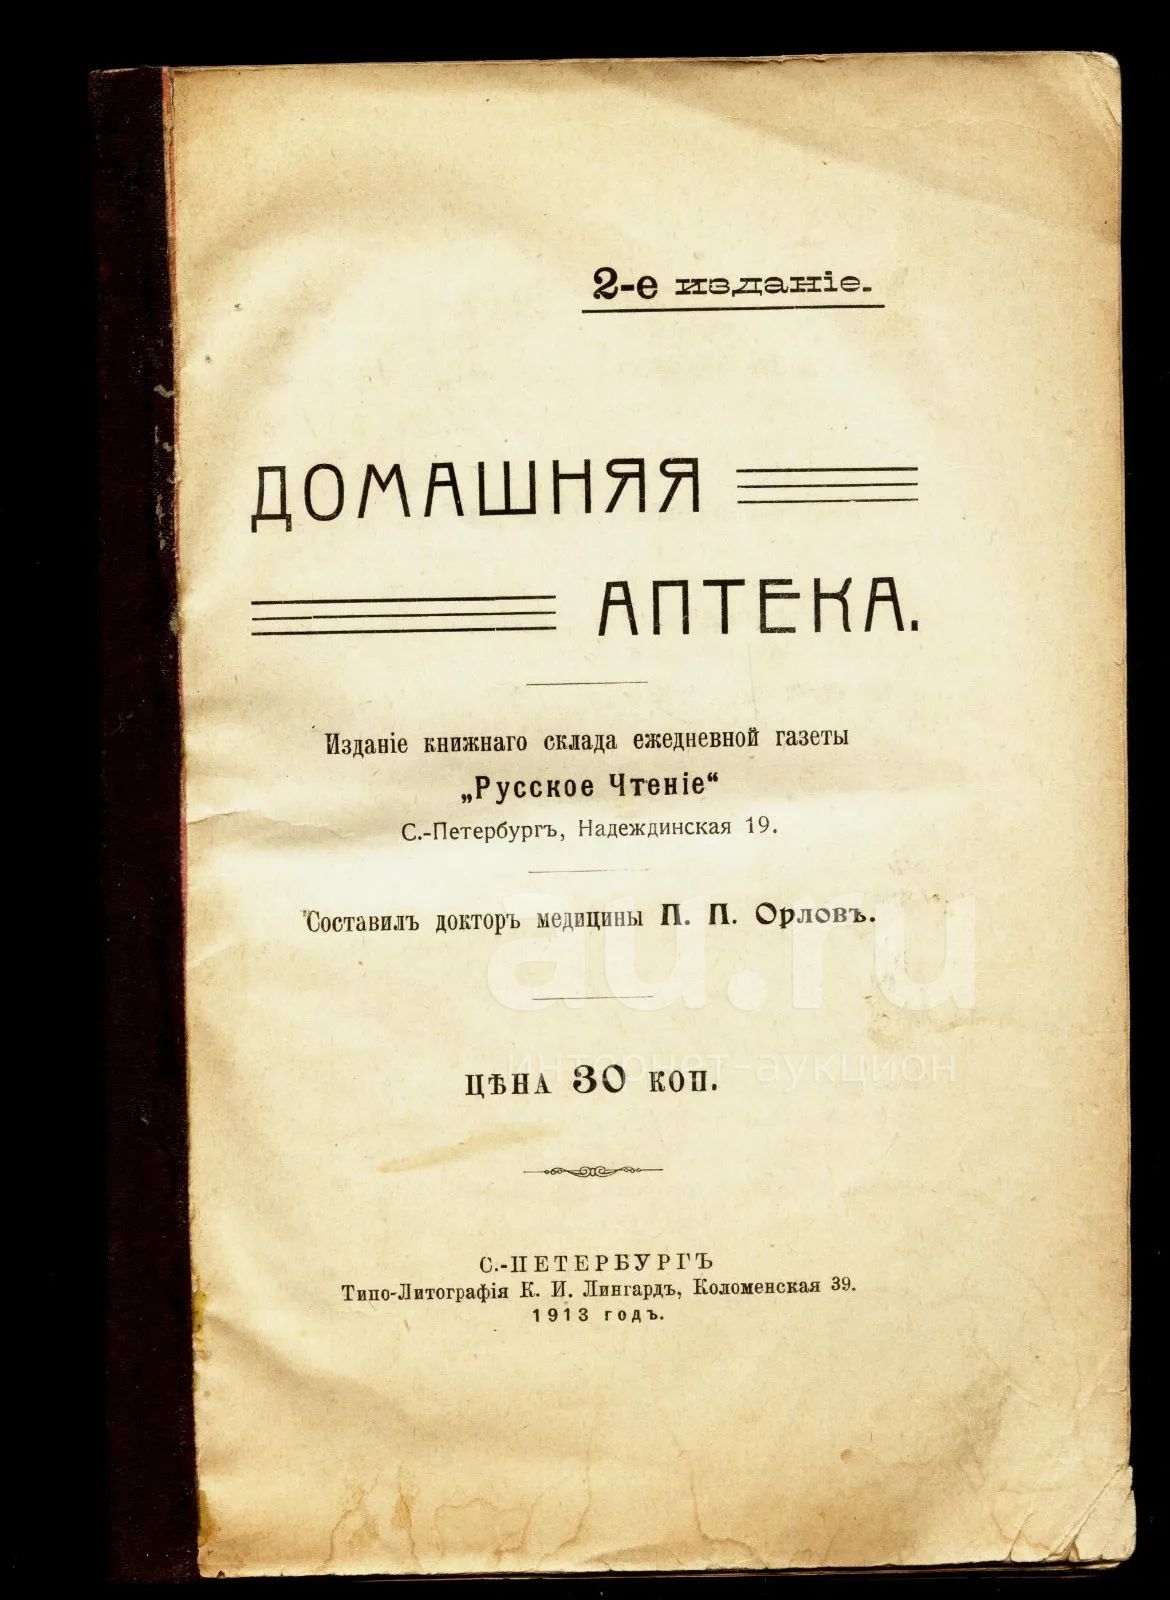 2-е изданіе.
ДОМАШНЯЯ
АПТЕКА.
Изданіе книжнаго склада ежедневной газеты
„Русское Чтеніе“
С.-Петербургъ, Надеждинская 19.
Составилъ докторъ медицины П. П. Орловъ.
au.ru
интернет-аукцион
ЦѢНА 30 КОП.
С.-ПЕТЕРБУРГЪ
Типо-Литографія К. И. Лингардъ, Коломенская 39.
1913 годъ.